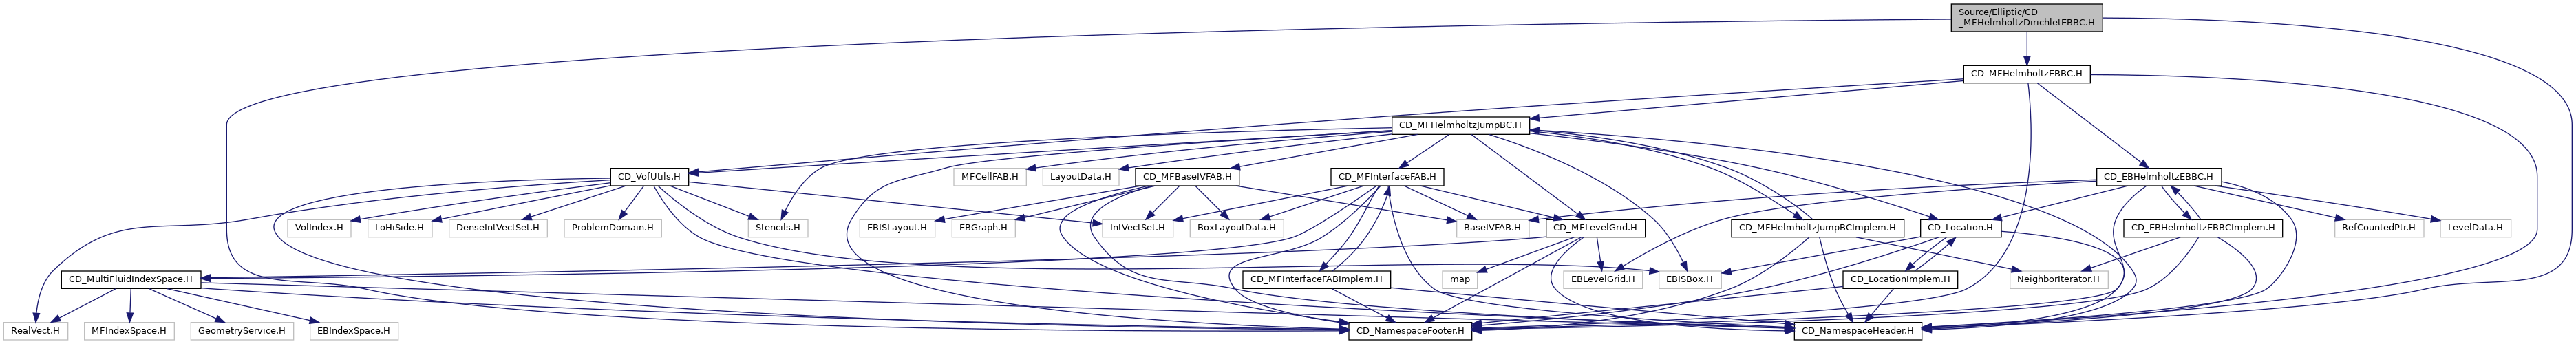 Source/Elliptic/CD
_MFHelmholtzDirichletEBBC.H
CD_MFHelmholtzEBBC.H
CD_MFHelmholtzJumpBC.H
CD_VofUtils.H
MFCellFAB.H
LayoutData.H
CD_MFBaseIVFAB.H
CD_MFInterfaceFAB.H
CD_EBHelmholtzEBBC.H
VolIndex.H
LoHiSide.H
DenseIntVectSet.H
ProblemDomain.H
Stencils.H
EBISLayout.H
EBGraph.H
IntVectSet.H
BoxLayoutData.H
BaseIVFAB.H
CD_MFLevelGrid.H
CD_MFHelmholtzJumpBCImplem.H
CD_Location.H
CD_EBHelmholtzEBBCImplem.H
RefCountedPtr.H
LevelData.H
CD_MultiFluidIndexSpace.H
CD_MFInterfaceFABImplem.H
map
EBLevelGrid.H
EBISBox.H
CD_LocationImplem.H
NeighborIterator.H
RealVect.H
MFIndexSpace.H
GeometryService.H
EBIndexSpace.H
CD_NamespaceFooter.H
CD_NamespaceHeader.H